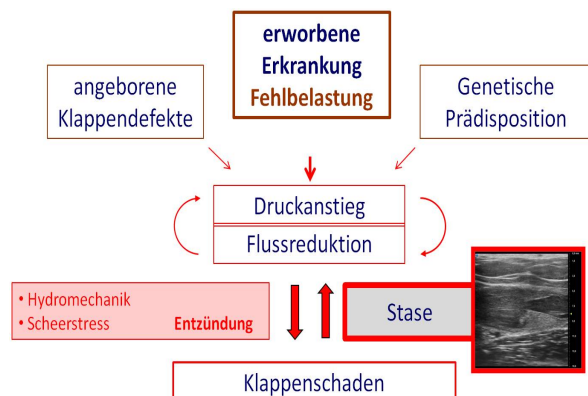 erworbene
Erkrankung
Fehlbelastung
angeborene
Klappendefekte
Genetische
Prädisposition
Druckanstieg
Flussreduktion
• Hydromechanik
• Scheerstress Entzündung
Stase
Klappenschaden